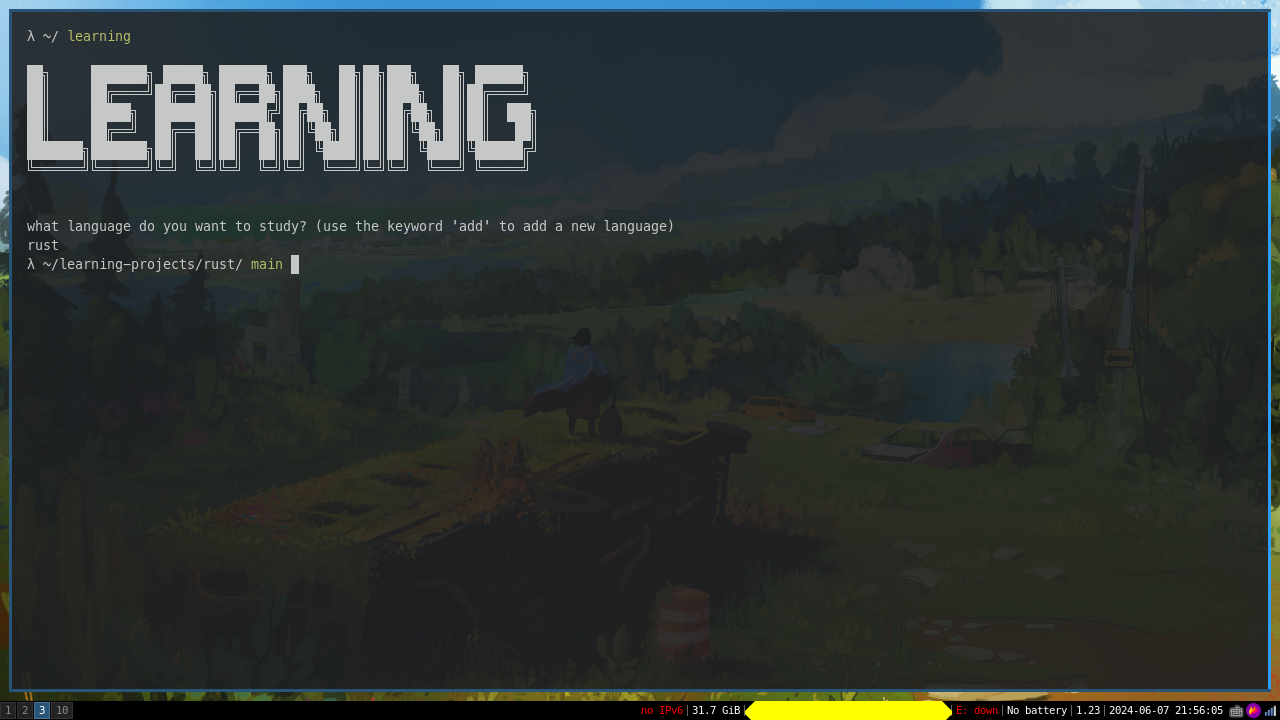 λ ~/ learning
LEARNING
what language do you want to study? (use the keyword 'add' to add a new language)
rust
λ ~/learning-projects/rust/ main
1 2 3 10 no IPv6 31.7 GiB E: down No battery 1.23 2024-06-07 21:56:05